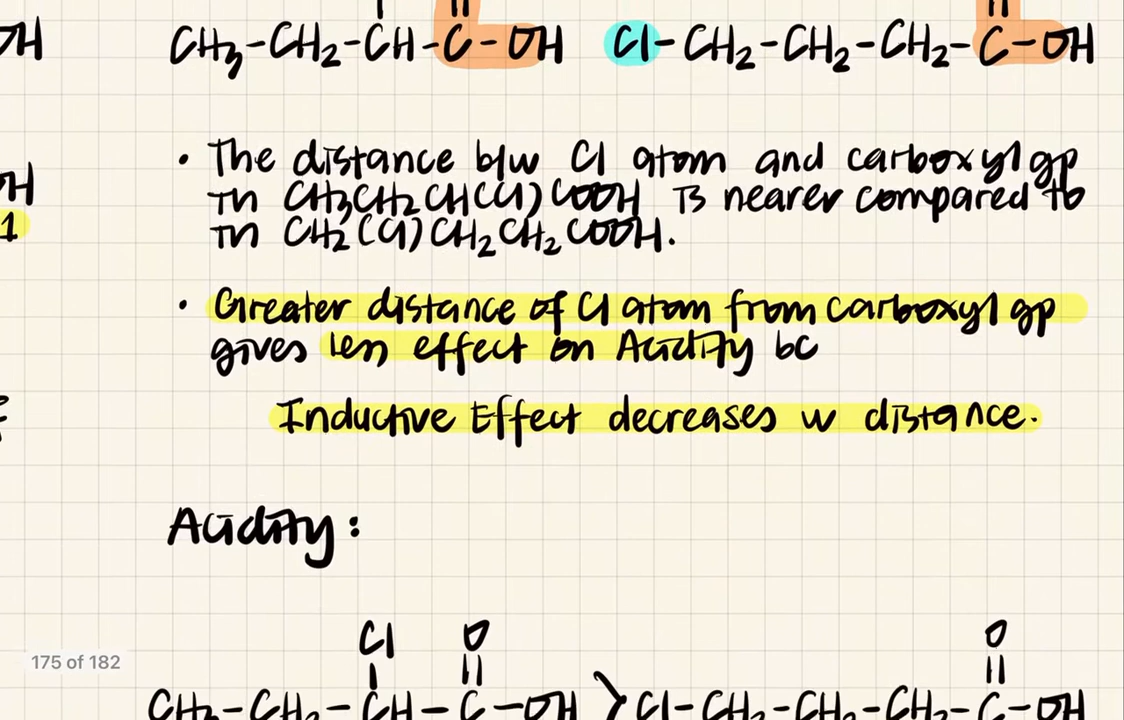 OH
CH3-CH2-CH-C-OH Cl-CH2-CH2-CH2-C-OH
• The distance b/w Cl atom and carboxyl gp
OH
in CH3CH2CH(Cl)COOH is nearer compared to
1
in CH2(Cl)CH2CH2COOH.
• Greater distance of Cl atom from carboxyl gp
gives less effect on Acidity bc
Inductive Effect decreases w distance.
Acidity:
Cl O O
175 of 182
CH3-CH2-CH-C-OH > Cl-CH2-CH2-CH2-C-OH